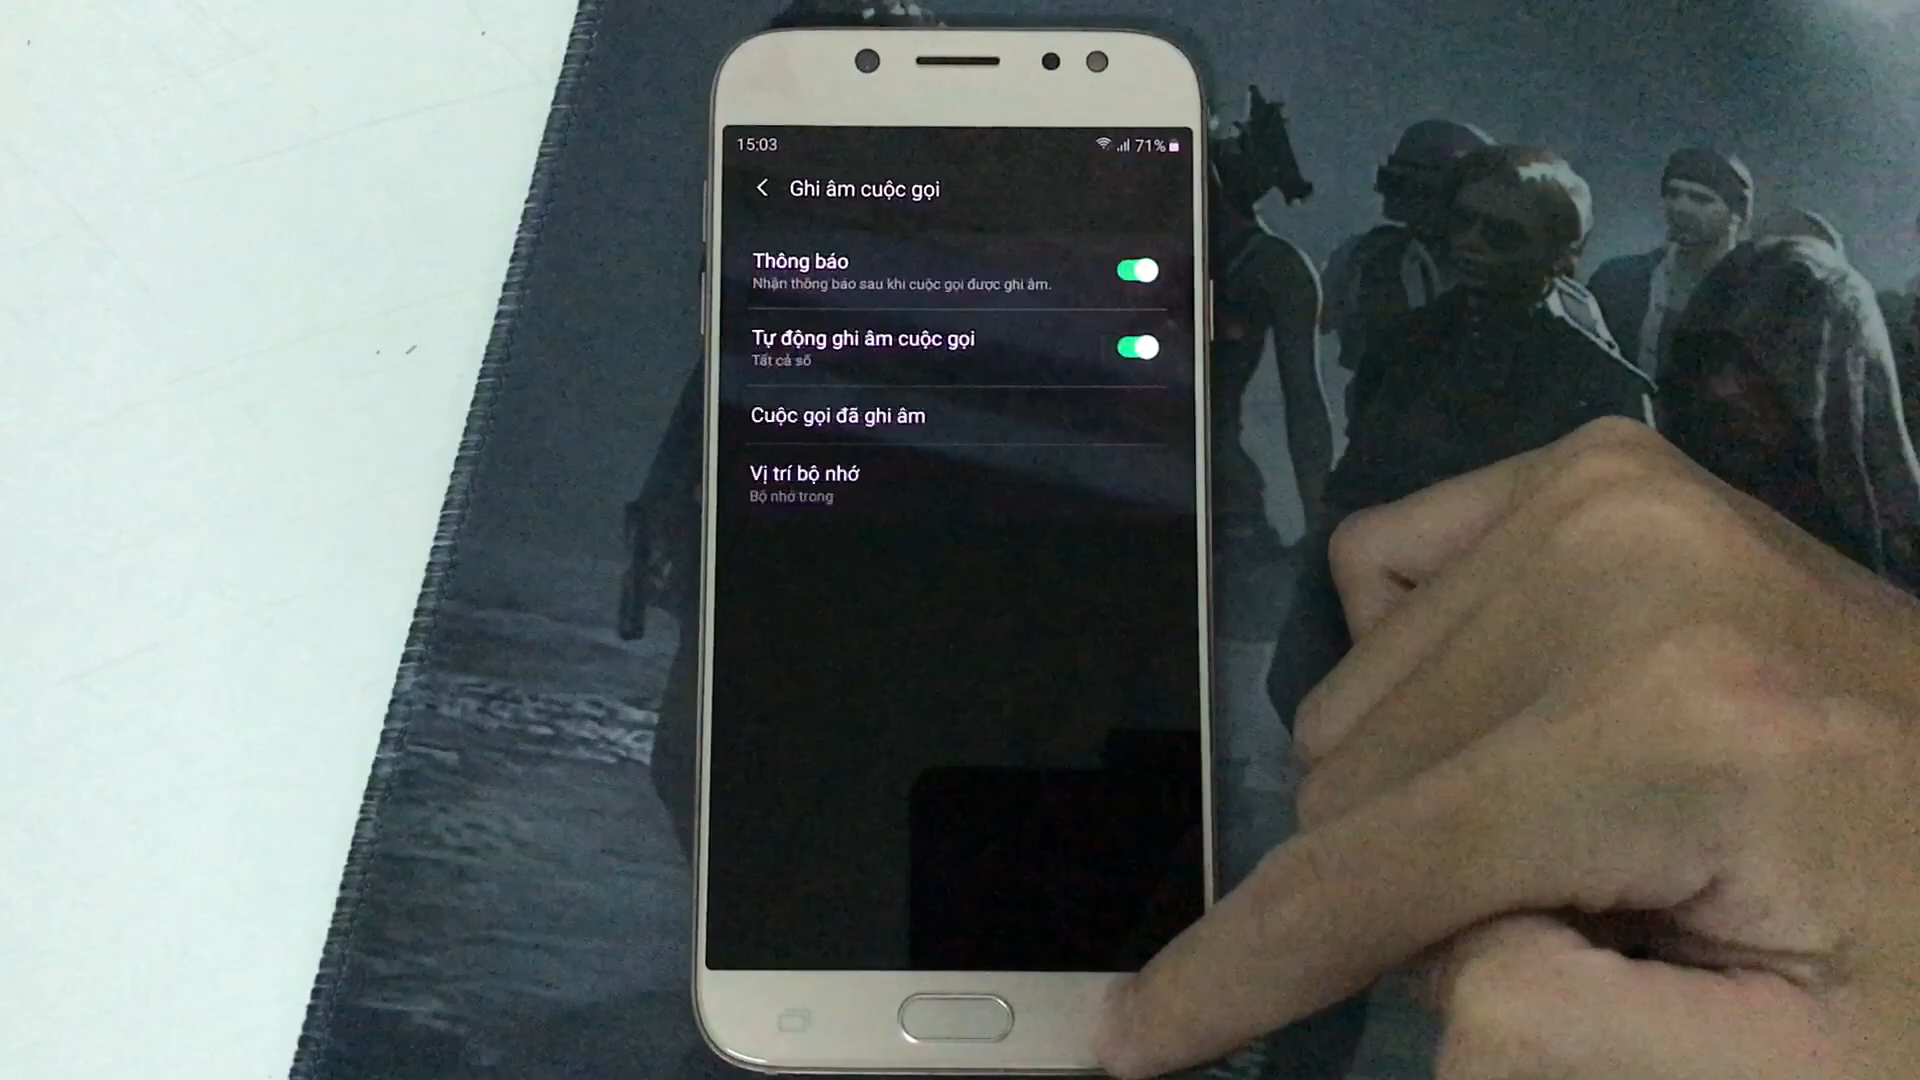 15:03 71%
Ghi âm cuộc gọi
Thông báo
Nhận thông báo sau khi cuộc gọi được ghi âm.
Tự động ghi âm cuộc gọi
Tất cả số
Cuộc gọi đã ghi âm
Vị trí bộ nhớ
Bộ nhớ trong